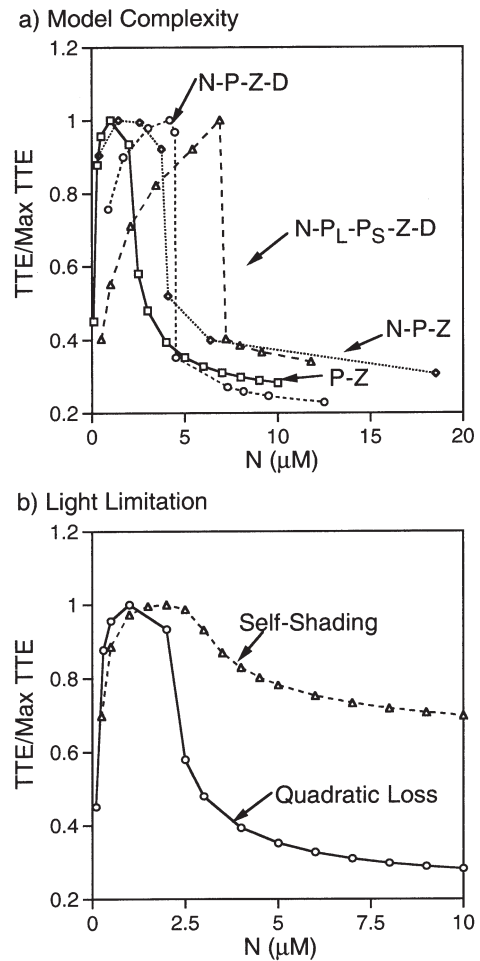 a) Model Complexity
1.2
1
0.8
0.6
0.4
0.2
TTE/Max TTE
N-P-Z-D
N-PL-PS-Z-D
N-P-Z
P-Z
0
5
10
15
20
N (μM)
b) Light Limitation
1.2
1
0.8
0.6
0.4
0.2
TTE/Max TTE
Self-Shading
Quadratic Loss
0
2.5
5
7.5
10
N (μM)